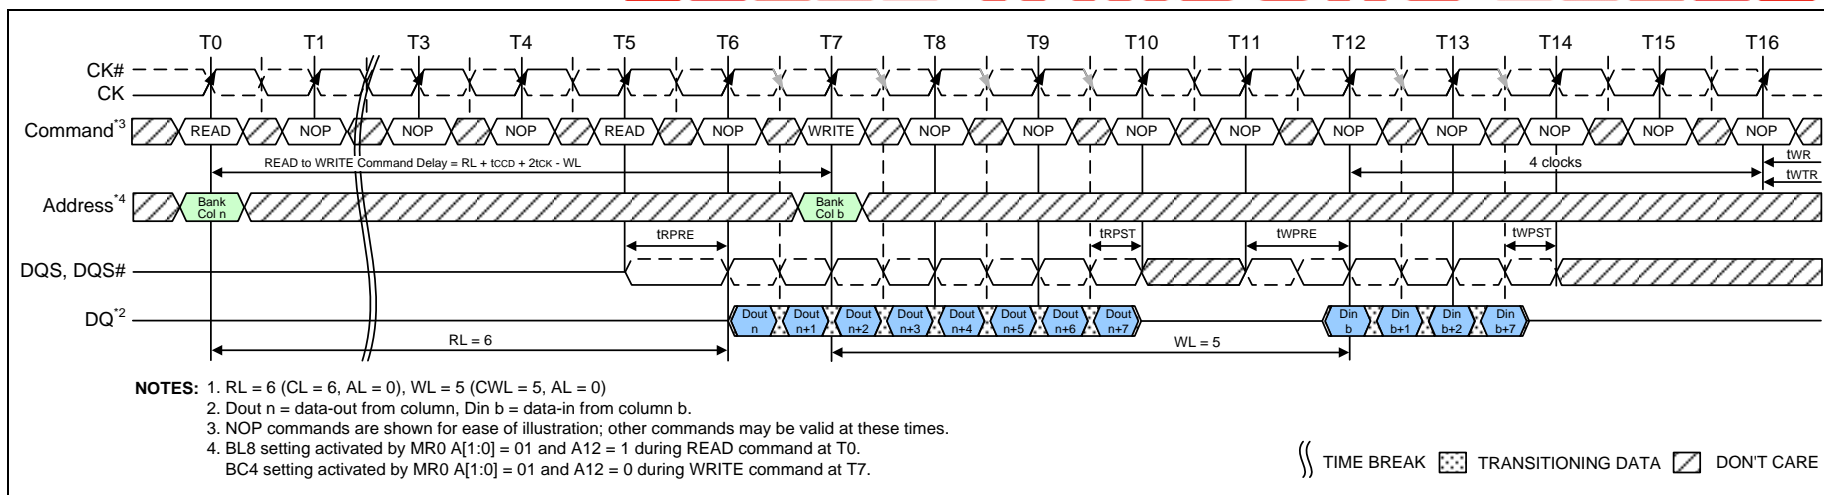 T0 T1 T3 T4 T5 T6 T7 T8 T9 T10 T11 T12 T13 T14 T15 T16
CK#
CK
Command*3 READ NOP NOP NOP READ NOP WRITE NOP NOP NOP NOP NOP NOP NOP NOP NOP
READ to WRITE Command Delay = RL + tCCD + 2tCK - WL
4 clocks
tWR
tWTR
Address*4 Bank Col n Bank Col b
tRPRE tRPST tWPRE tWPST
DQS, DQS#
DQ*2 Dout n Dout n+1 Dout n+2 Dout n+3 Dout n+4 Dout n+5 Dout n+6 Dout n+7 Din b Din b+1 Din b+2 Din b+7
RL = 6 WL = 5
NOTES: 1. RL = 6 (CL = 6, AL = 0), WL = 5 (CWL = 5, AL = 0)
2. Dout n = data-out from column, Din b = data-in from column b.
3. NOP commands are shown for ease of illustration; other commands may be valid at these times.
4. BL8 setting activated by MR0 A[1:0] = 01 and A12 = 1 during READ command at T0.
BC4 setting activated by MR0 A[1:0] = 01 and A12 = 0 during WRITE command at T7.
TIME BREAK TRANSITIONING DATA DON'T CARE